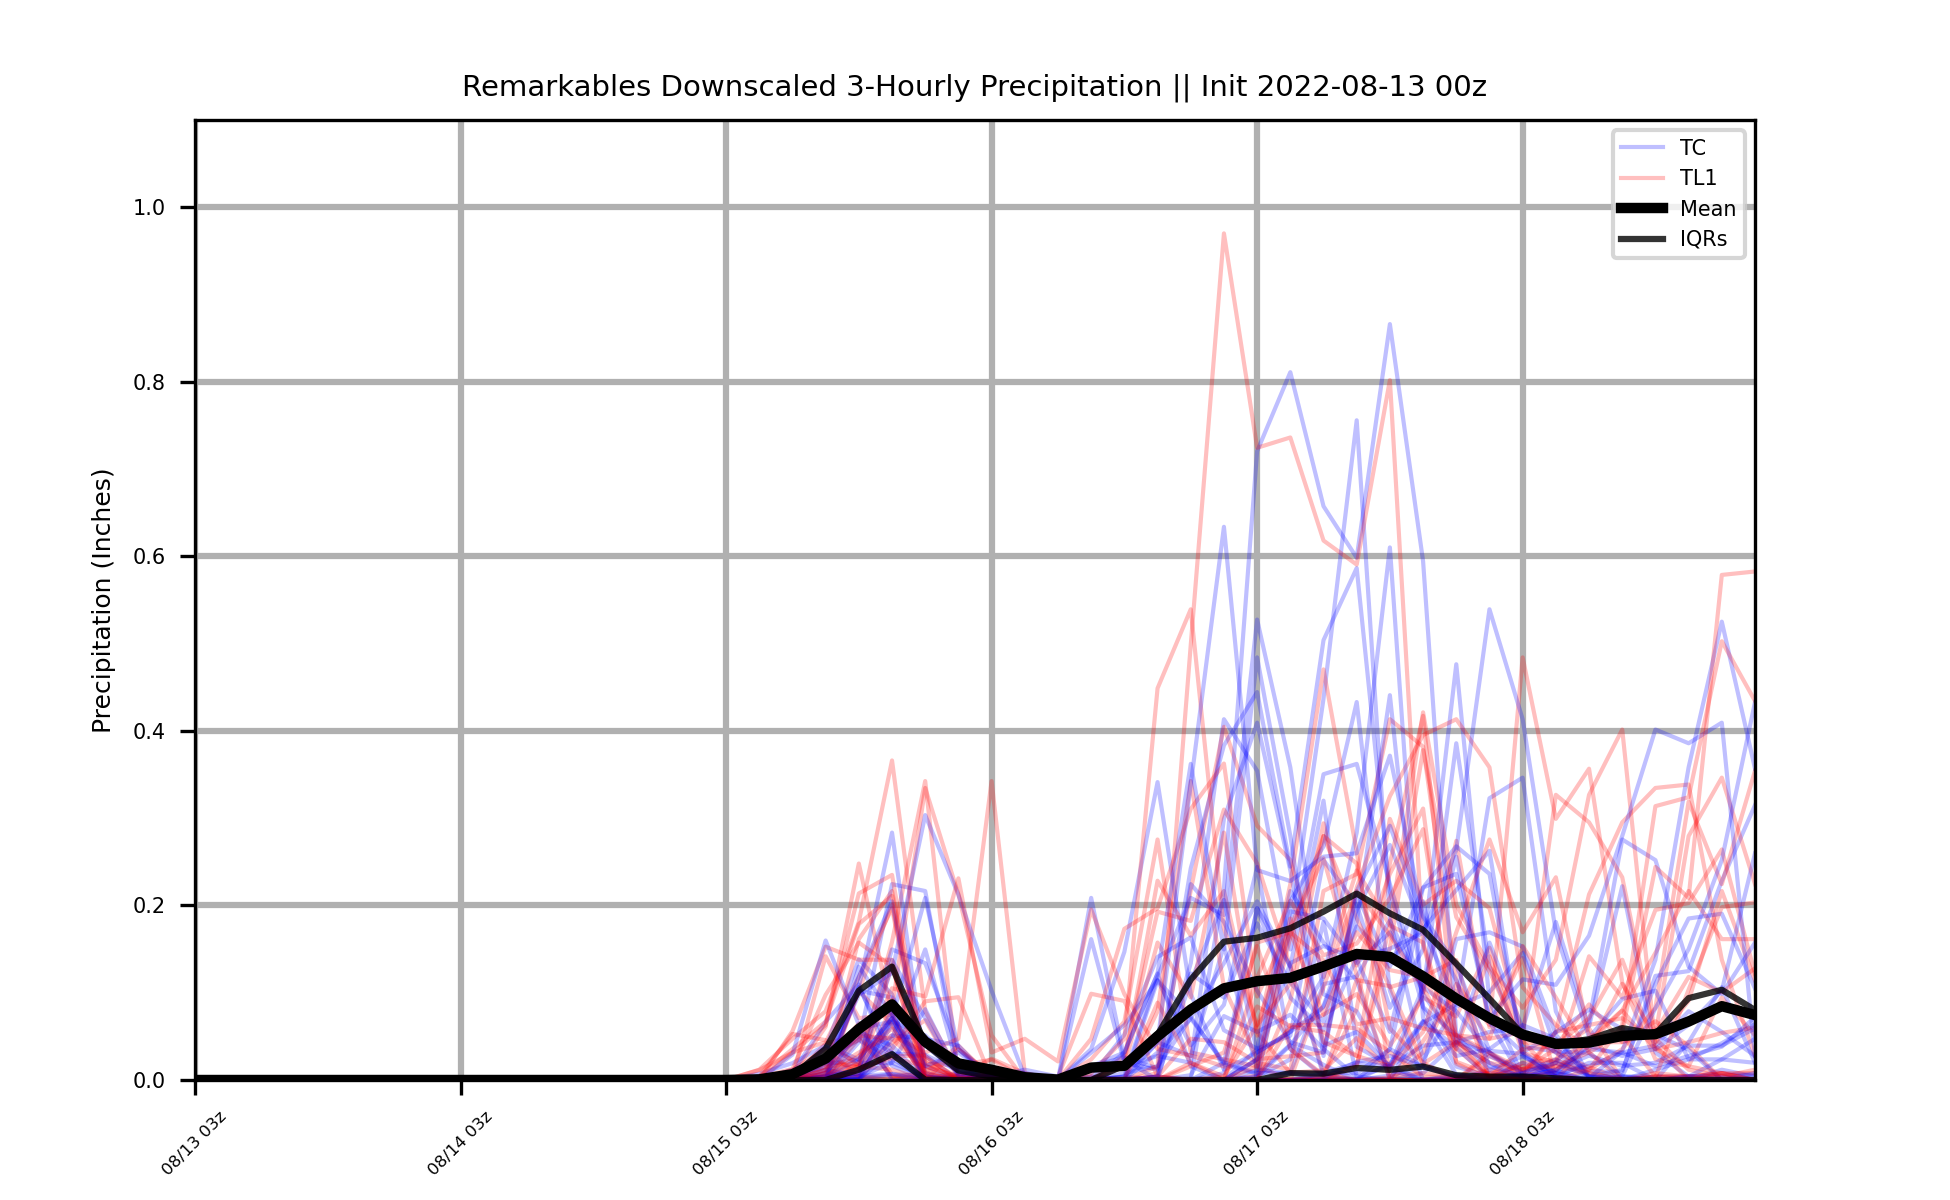 Remarkables Downscaled 3-Hourly Precipitation || Init 2022-08-13 00z
TC
TL1
Mean
IQRs
Precipitation (Inches)
1.0
0.8
0.6
0.4
0.2
0.0
08/13 03z
08/14 03z
08/15 03z
08/16 03z
08/17 03z
08/18 03z